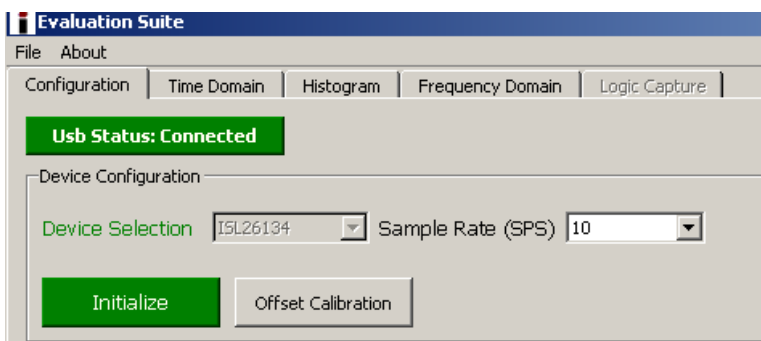 Evaluation Suite
File About
Configuration Time Domain Histogram Frequency Domain Logic Capture
Usb Status: Connected
Device Configuration
Device Selection ISL26134 Sample Rate (SPS) 10
Initialize Offset Calibration